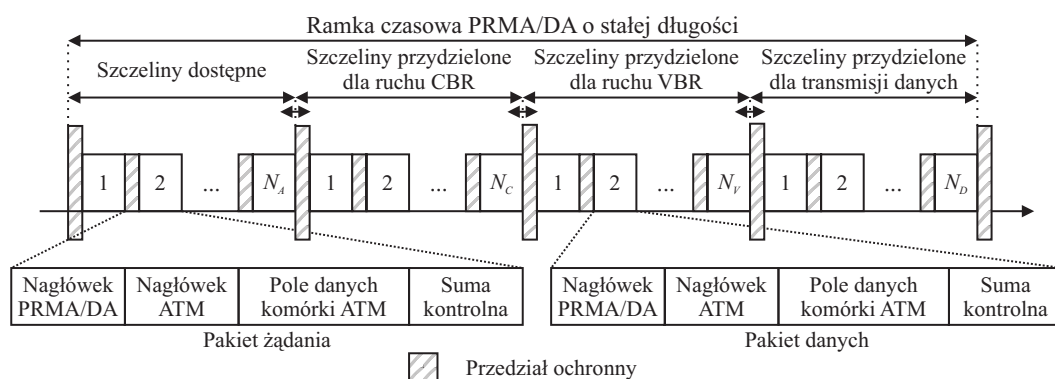 Ramka czasowa PRMA/DA o stałej długości
Szczeliny dostępne
Szczeliny przydzielone
dla ruchu CBR
Szczeliny przydzielone
dla ruchu VBR
Szczeliny przydzielone
dla transmisji danych
1 2 ... N_A 1 2 ... N_C 1 2 ... N_V 1 2 ... N_D
Nagłówek
PRMA/DA
Nagłówek
ATM
Pole danych
komórki ATM
Suma
kontrolna
Nagłówek
PRMA/DA
Nagłówek
ATM
Pole danych
komórki ATM
Suma
kontrolna
Pakiet żądania
Pakiet danych
Przedział ochronny